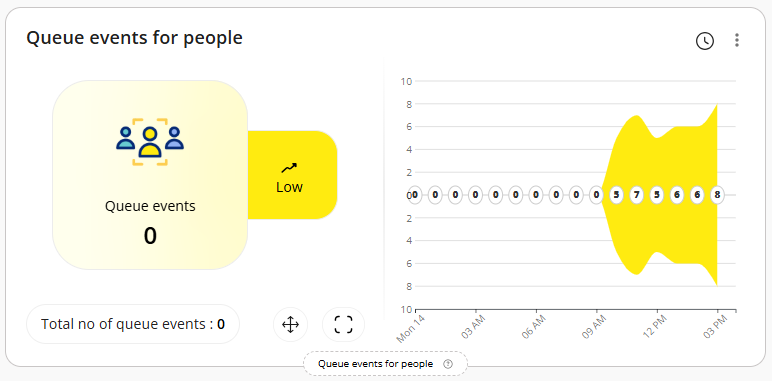 Queue events for people
Queue events
0
Low
Total no of queue events : 0
10
8
6
4
2
0
2
4
6
8
10
0 0 0 0 0 0 0 0 0 0 5 7 5 6 6 8
Mon 14 03 AM 06 AM 09 AM 12 PM 03 PM
Queue events for people ?